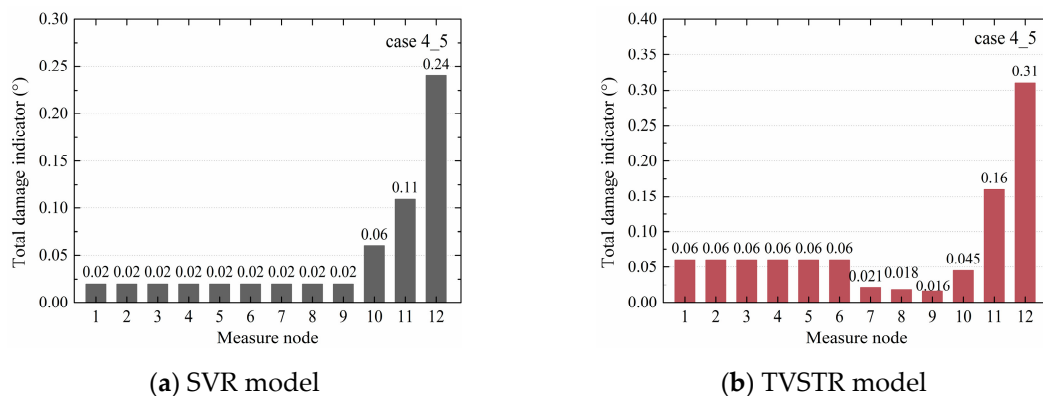 case 4_5
Total damage indicator (°)
0.30
0.25
0.20
0.15
0.10
0.05
0.00
0.02 0.02 0.02 0.02 0.02 0.02 0.02 0.02 0.02 0.06 0.11 0.24
1 2 3 4 5 6 7 8 9 10 11 12
Measure node
(a) SVR model
case 4_5
Total damage indicator (°)
0.40
0.35
0.30
0.25
0.20
0.15
0.10
0.05
0.00
0.06 0.06 0.06 0.06 0.06 0.06 0.021 0.018 0.016 0.045 0.16 0.31
1 2 3 4 5 6 7 8 9 10 11 12
Measure node
(b) TVSTR model